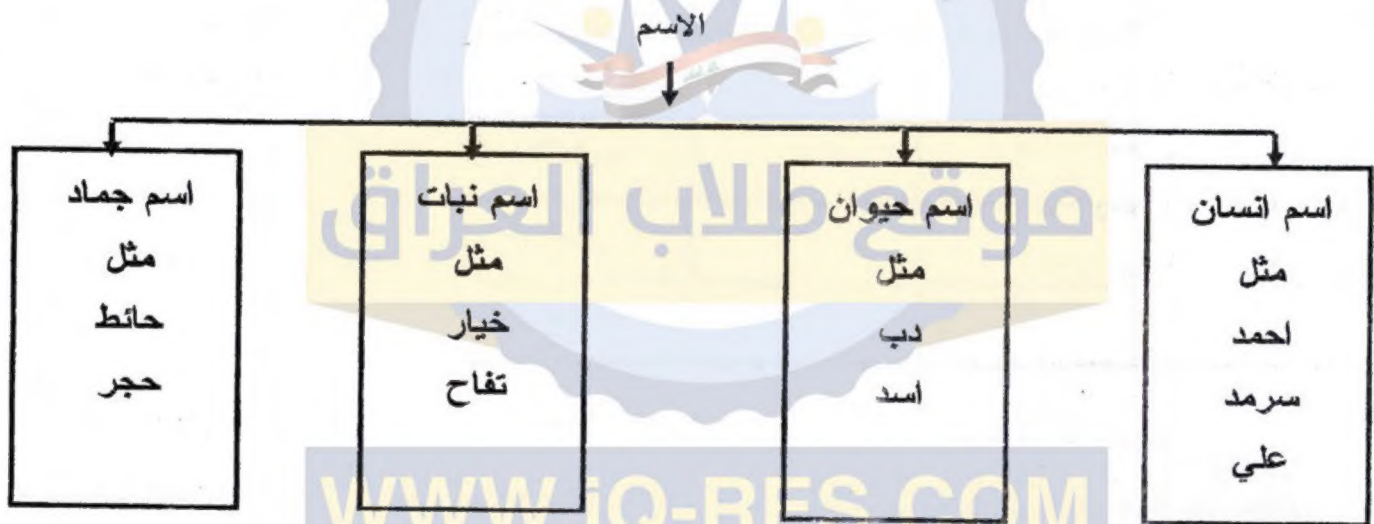 الاسم
اسم انسان
مثل
احمد
سرمد
علي
اسم حيوان
مثل
دب
اسد
اسم نبات
مثل
خيار
تفاح
اسم جماد
مثل
حائط
حجر
موقع طلاب العراق
WWW.iQ-RES.COM